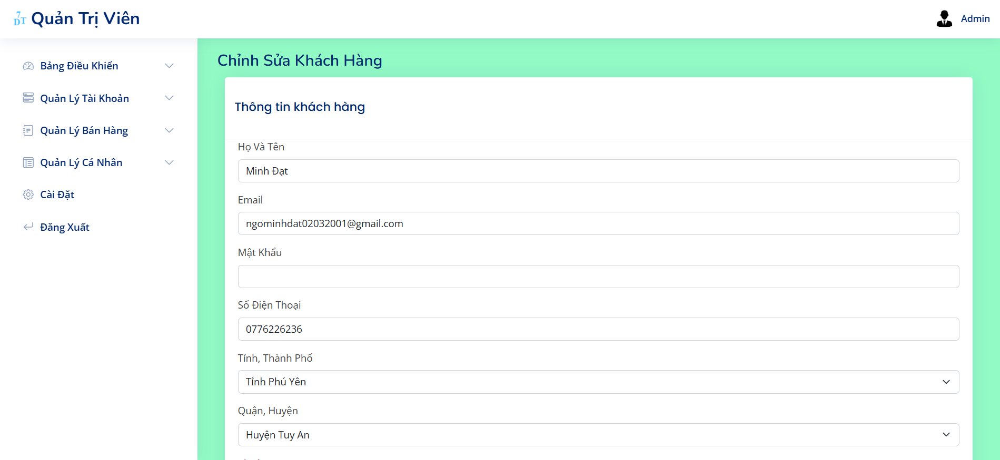 7
DT
Quản Trị Viên
Admin
Bảng Điều Khiển
Quản Lý Tài Khoản
Quản Lý Bán Hàng
Quản Lý Cá Nhân
Cài Đặt
Đăng Xuất
Chỉnh Sửa Khách Hàng
Thông tin khách hàng
Họ Và Tên
Minh Đạt
Email
ngominhdat02032001@gmail.com
Mật Khẩu
Số Điện Thoại
0776226236
Tỉnh, Thành Phố
Tỉnh Phú Yên
Quận, Huyện
Huyện Tuy An